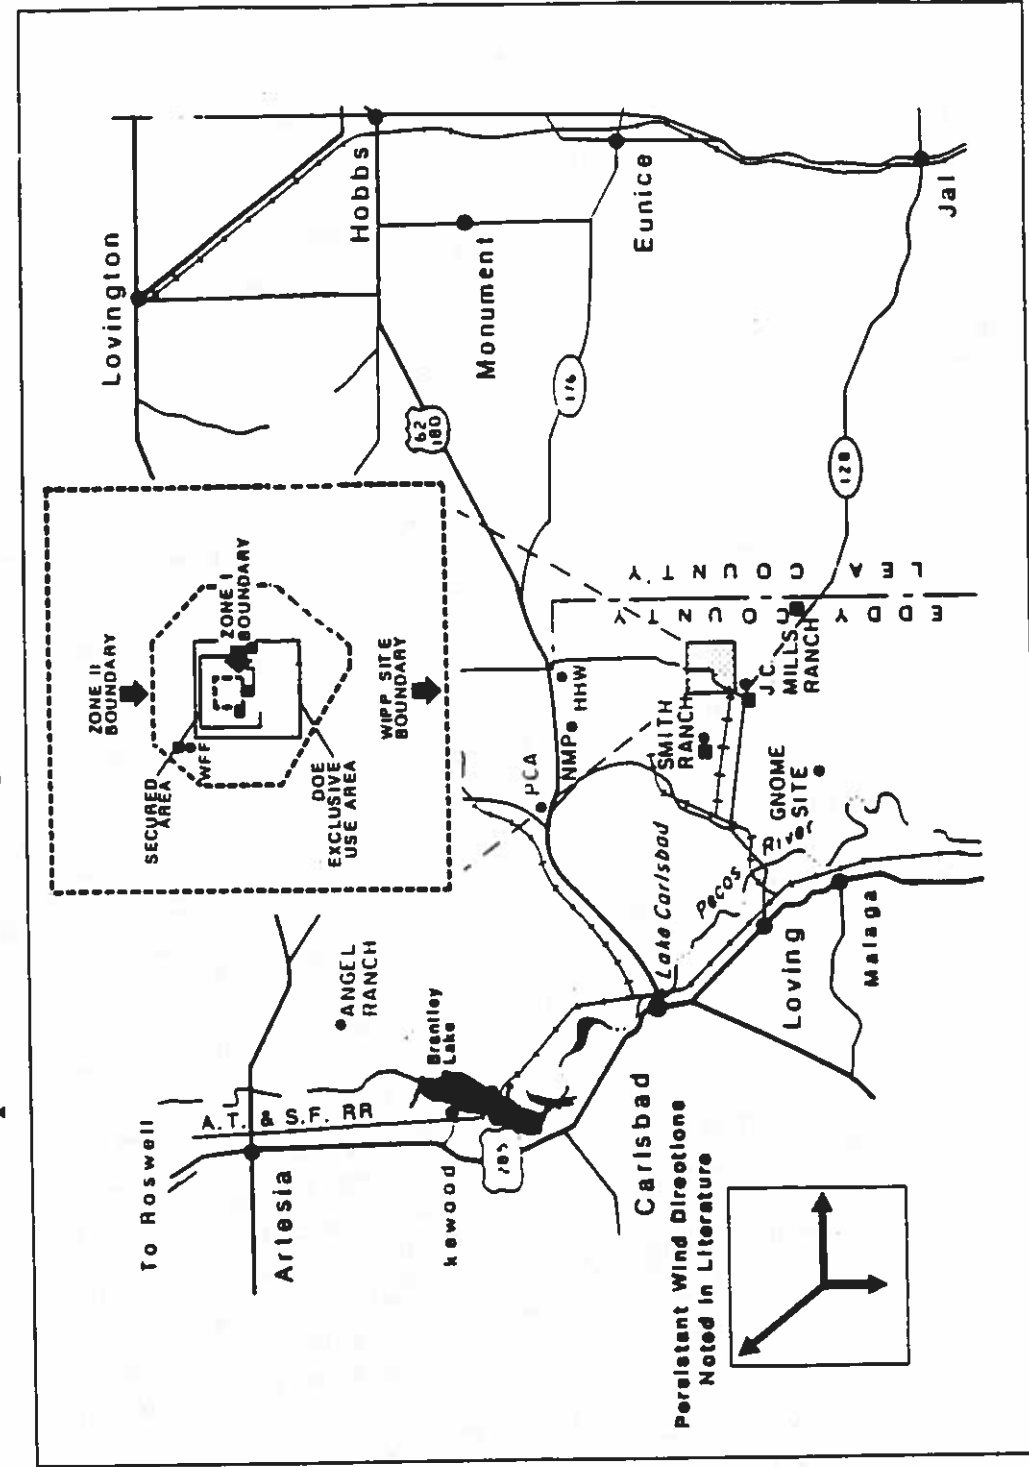 To Roswell
Artesia
A.T. & S.F. RR
ANGEL
RANCH
Brantley
Lake
kewood
285
Carlsbad
Lake Carlsbad
Pecos
River
Loving
Malaga
Persistant Wind Directions
Noted in Literature
ZONE II
BOUNDARY
SECURED
AREA
WFF
ZONE I
BOUNDARY
DOE
EXCLUSIVE
USE AREA
WIPP SITE
BOUNDARY
PCA
NMP
HHW
SMITH
RANCH
GNOME
SITE
J.C.
MILLS
RANCH
EDDY COUNTY
LEA COUNTY
Lovington
Hobbs
Monument
Eunice
Jal
62
180
176
128